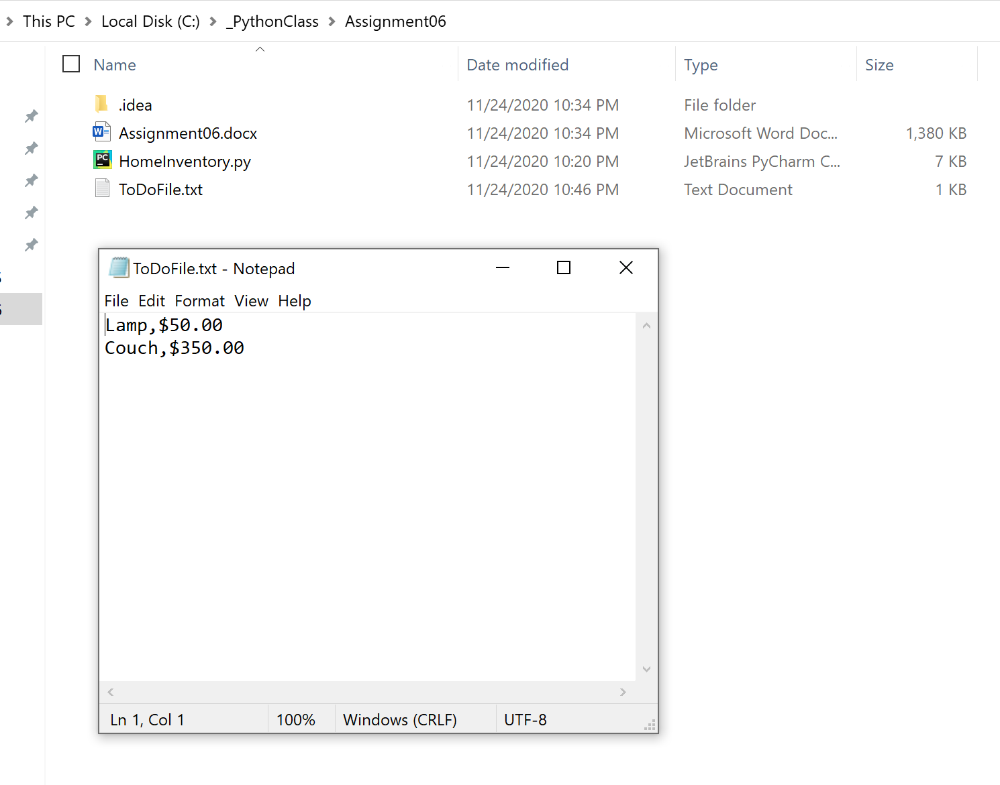 This PC > Local Disk (C:) > _PythonClass > Assignment06
Name Date modified Type Size
.idea 11/24/2020 10:34 PM File folder
Assignment06.docx 11/24/2020 10:34 PM Microsoft Word Doc... 1,380 KB
HomeInventory.py 11/24/2020 10:20 PM JetBrains PyCharm C... 7 KB
ToDoFile.txt 11/24/2020 10:46 PM Text Document 1 KB
ToDoFile.txt - Notepad
File Edit Format View Help
Lamp,$50.00
Couch,$350.00
Ln 1, Col 1 100% Windows (CRLF) UTF-8